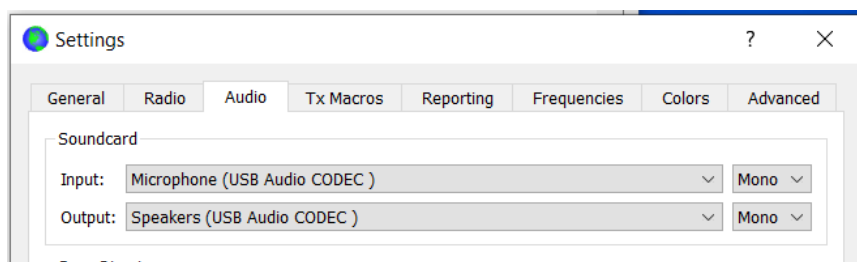 Settings
?
General Radio Audio Tx Macros Reporting Frequencies Colors Advanced
Soundcard
Input: Microphone (USB Audio CODEC ) Mono
Output: Speakers (USB Audio CODEC ) Mono